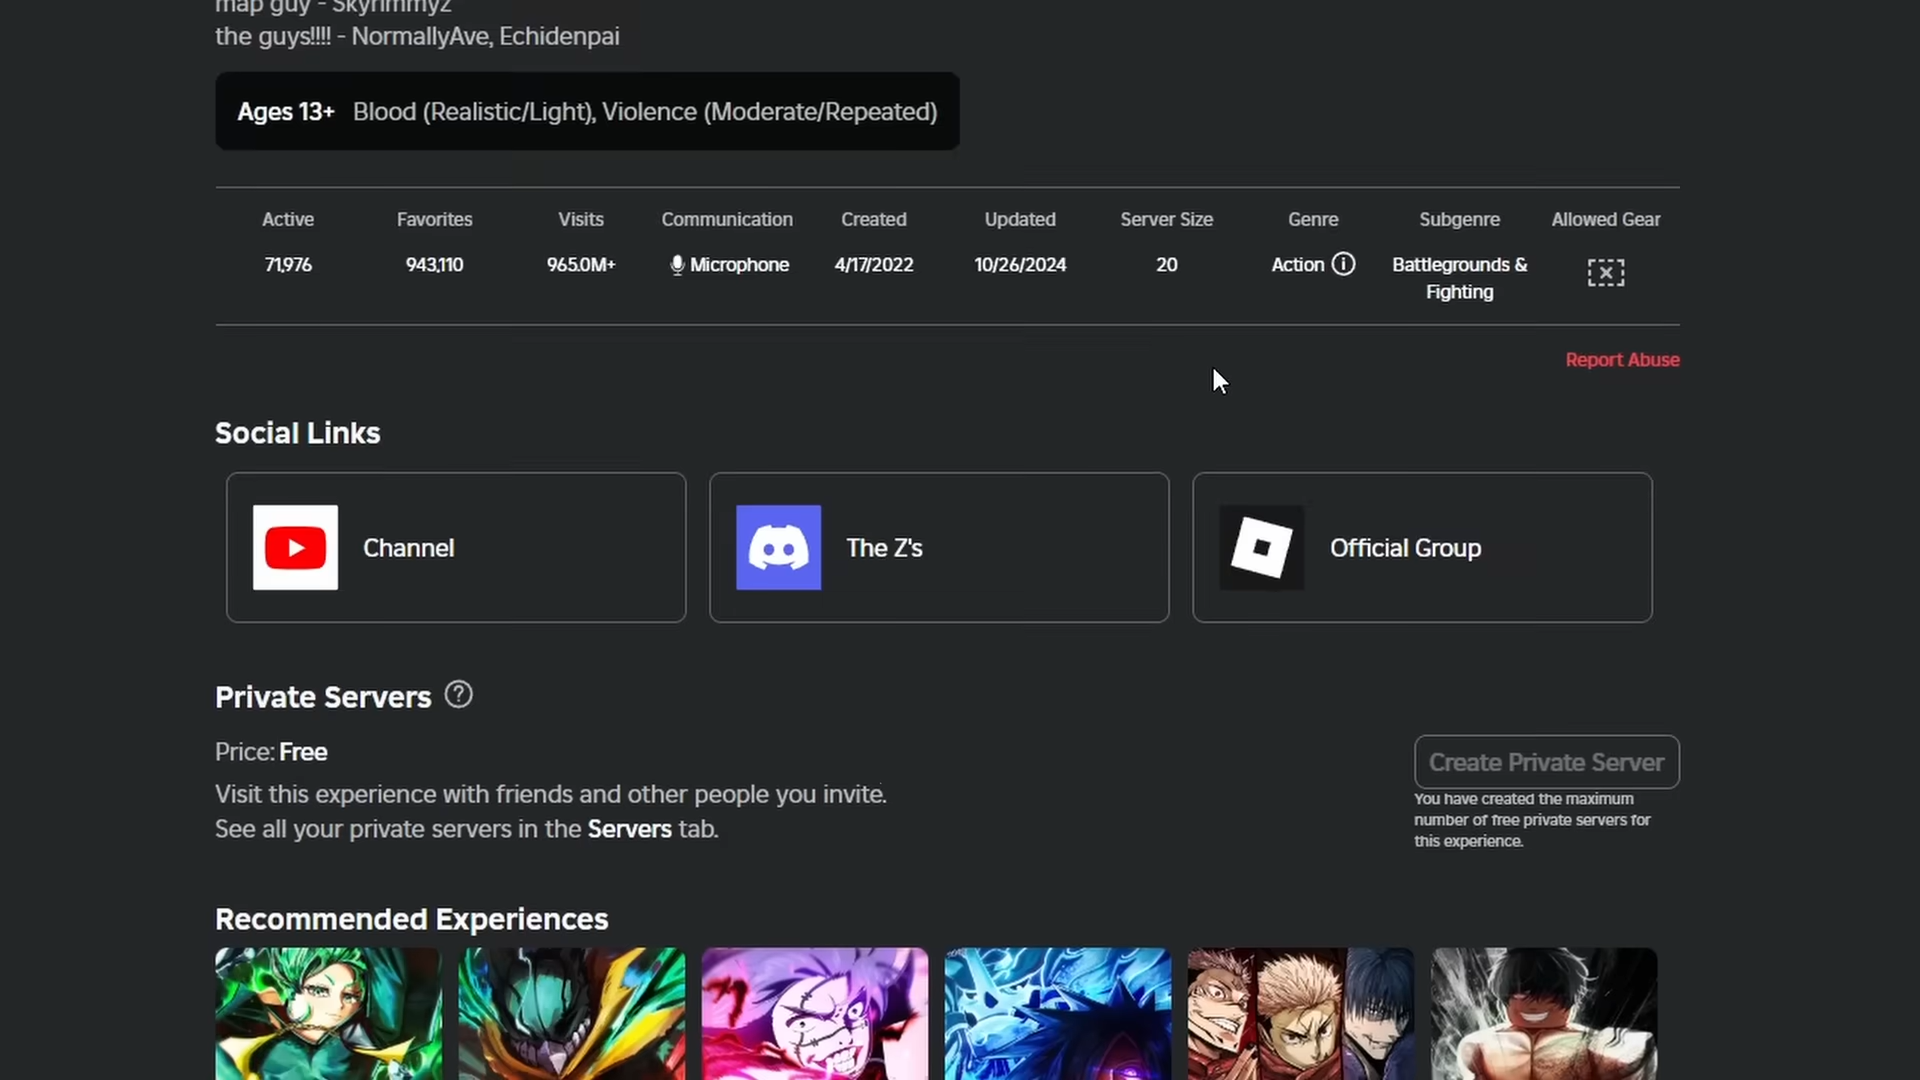 map guy - Skyrimmyz
the guys!!!! - NormallyAve, Echidenpai
Ages 13+ Blood (Realistic/Light), Violence (Moderate/Repeated)
Active Favorites Visits Communication Created Updated Server Size Genre Subgenre Allowed Gear
71,976 943,110 965.0M+ Microphone 4/17/2022 10/26/2024 20 Action Battlegrounds &
Fighting
Report Abuse
Social Links
Channel The Z's Official Group
Private Servers
Price: Free
Create Private Server
Visit this experience with friends and other people you invite.
See all your private servers in the Servers tab.
You have created the maximum
number of free private servers for
this experience.
Recommended Experiences